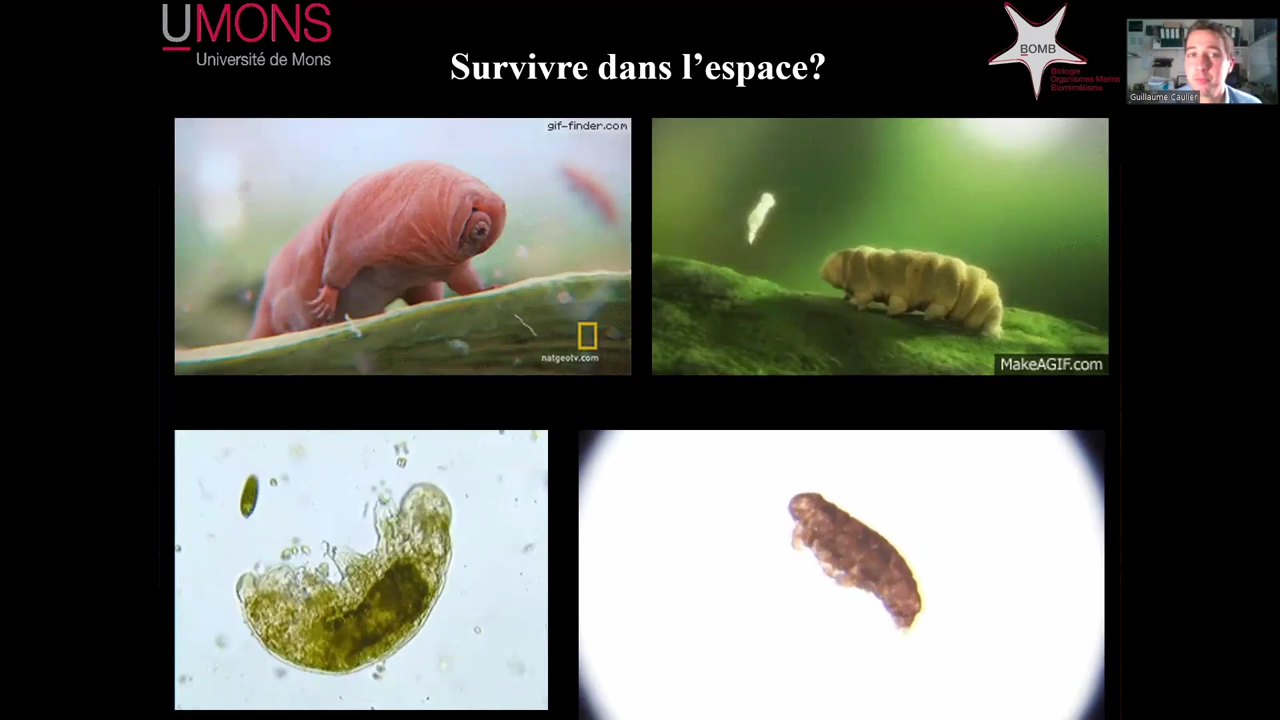 UMONS
Université de Mons
Survivre dans l’espace?
BOMB
Biologie
Organismes Marins
Biomimétisme
Guillaume Caulier
gif-finder.com
natgeotv.com
MakeAGIF.com